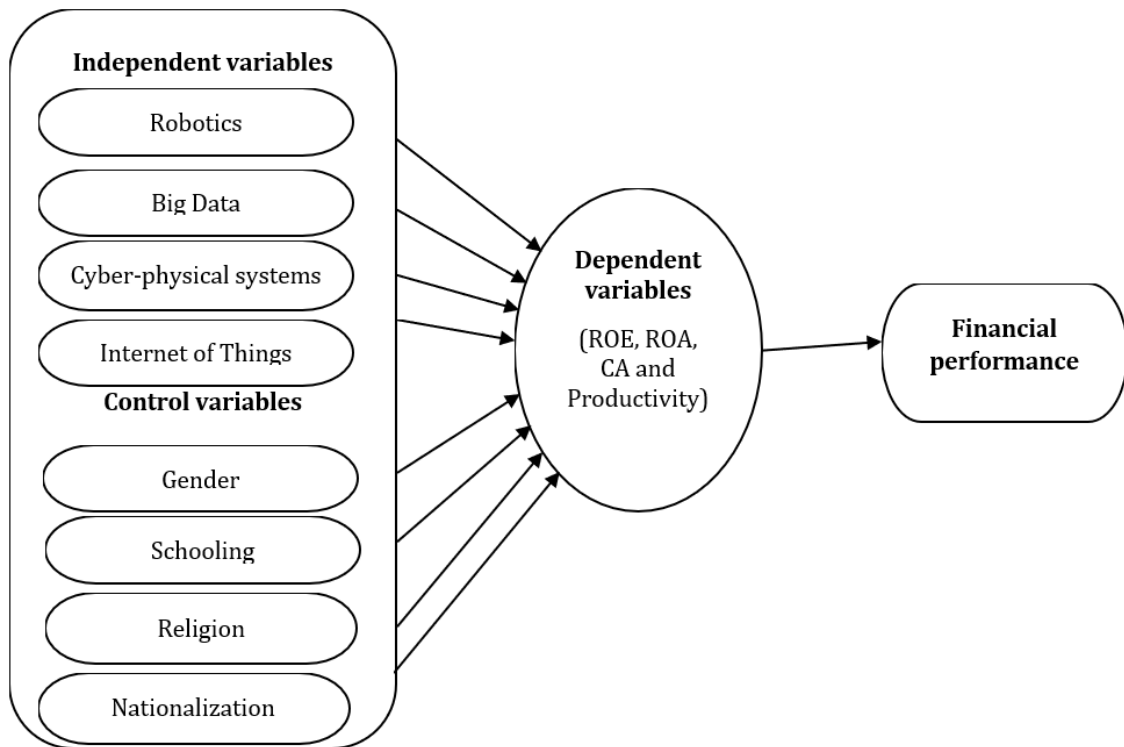 Independent variables
Robotics
Big Data
Cyber-physical systems
Internet of Things
Control variables
Gender
Schooling
Religion
Nationalization
Dependent
variables
(ROE, ROA,
CA and
Productivity)
Financial
performance